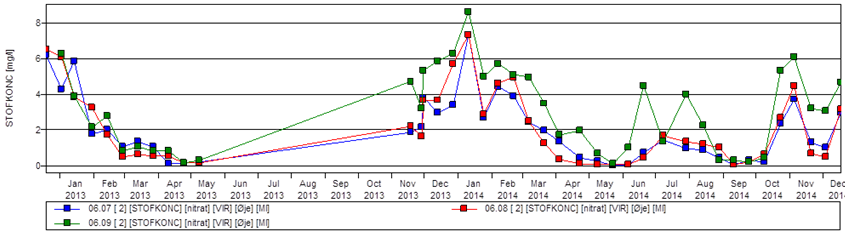 STOFKONC [mg/l]
8
6
4
2
0
Jan Feb Mar Apr May Jun Jul Aug Sep Oct Nov Dec Jan Feb Mar Apr May Jun Jul Aug Sep Oct Nov Dec
2013 2013 2013 2013 2013 2013 2013 2013 2013 2013 2013 2013 2014 2014 2014 2014 2014 2014 2014 2014 2014 2014 2014 2014
06.07 [ 2] [STOFKONC] [nitrat] [VIR] [Øje] [MI]
06.08 [ 2] [STOFKONC] [nitrat] [VIR] [Øje] [MI]
06.09 [ 2] [STOFKONC] [nitrat] [VIR] [Øje] [MI]